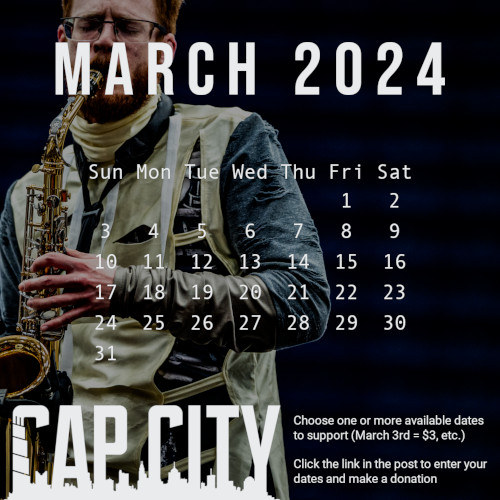 MARCH 2024
Sun Mon Tue Wed Thu Fri Sat
1 2
3 4 5 6 7 8 9
10 11 12 13 14 15 16
17 18 19 20 21 22 23
24 25 26 27 28 29 30
31
CAP CITY
Choose one or more available dates
to support (March 3rd = $3, etc.)
Click the link in the post to enter your
dates and make a donation